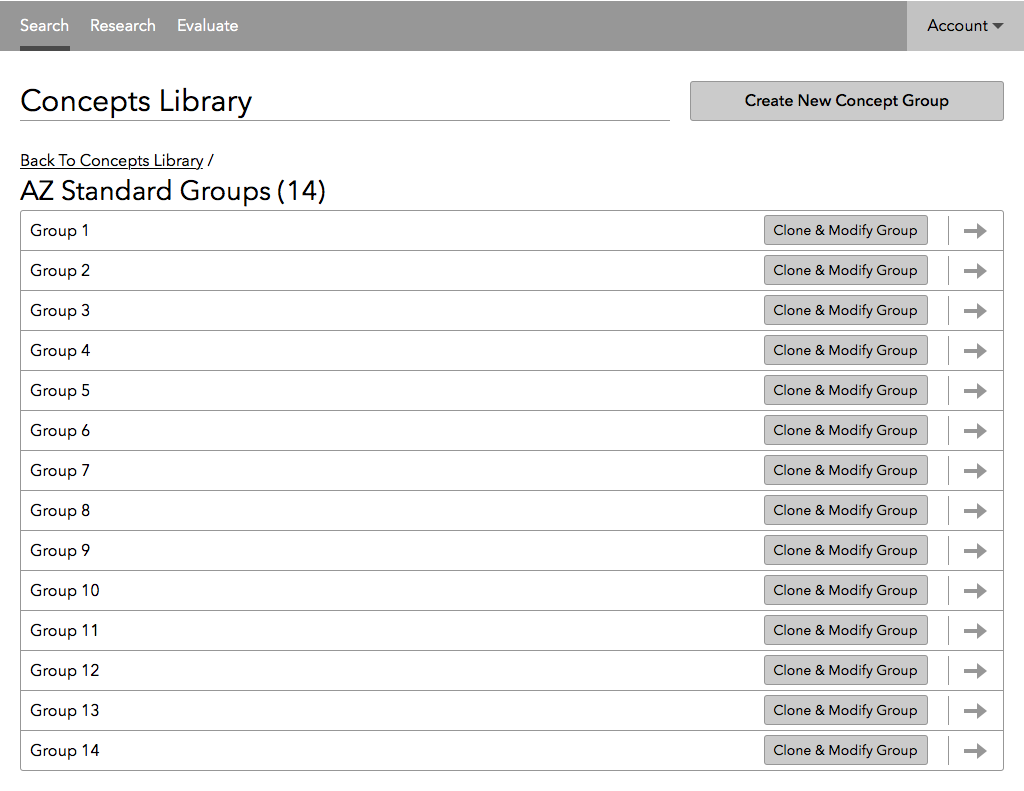 Search Research Evaluate Account
Concepts Library
Create New Concept Group
Back To Concepts Library /
AZ Standard Groups (14)
Group 1 Clone & Modify Group
Group 2 Clone & Modify Group
Group 3 Clone & Modify Group
Group 4 Clone & Modify Group
Group 5 Clone & Modify Group
Group 6 Clone & Modify Group
Group 7 Clone & Modify Group
Group 8 Clone & Modify Group
Group 9 Clone & Modify Group
Group 10 Clone & Modify Group
Group 11 Clone & Modify Group
Group 12 Clone & Modify Group
Group 13 Clone & Modify Group
Group 14 Clone & Modify Group